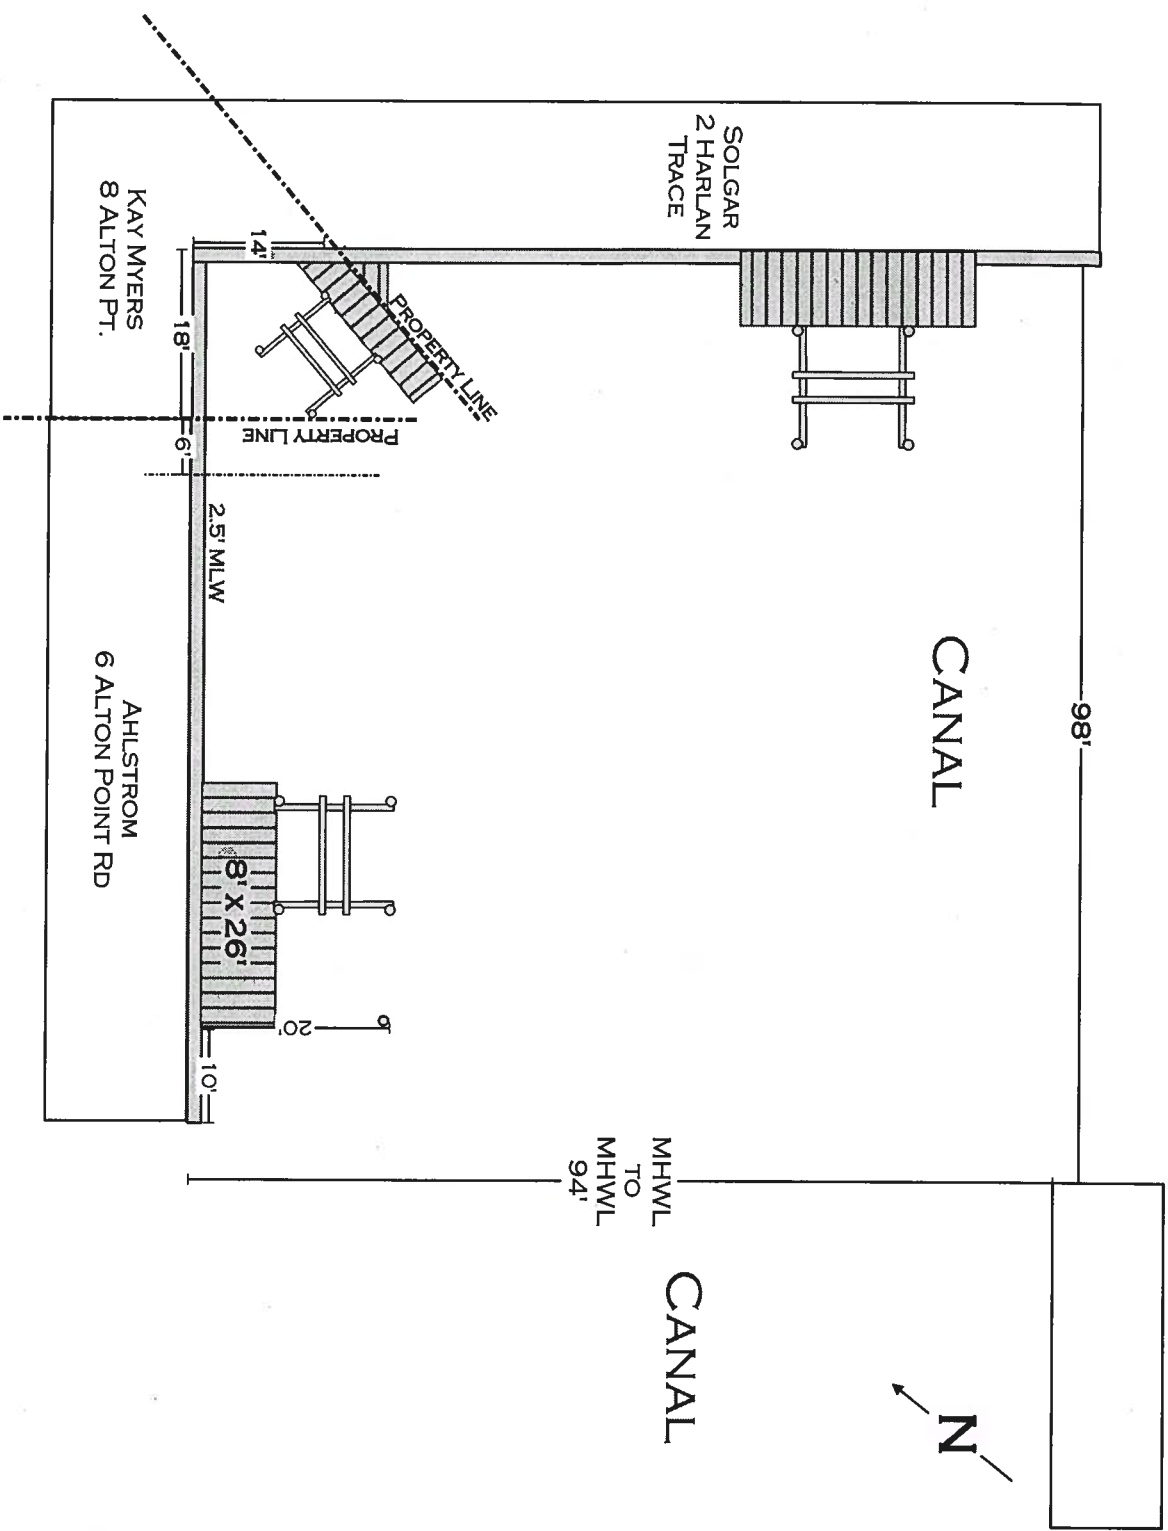 SOLGAR
2 HARLAN
TRACE
KAY MYERS
8 ALTON PT.
14'
18'
6'
PROPERTY LINE
PROPERTY LINE
2.5' MLW
CANAL
98'
AHLSTROM
6 ALTON POINT RD
8' X 26'
20'
10'
MHWL
TO
MHWL
94'
CANAL
N